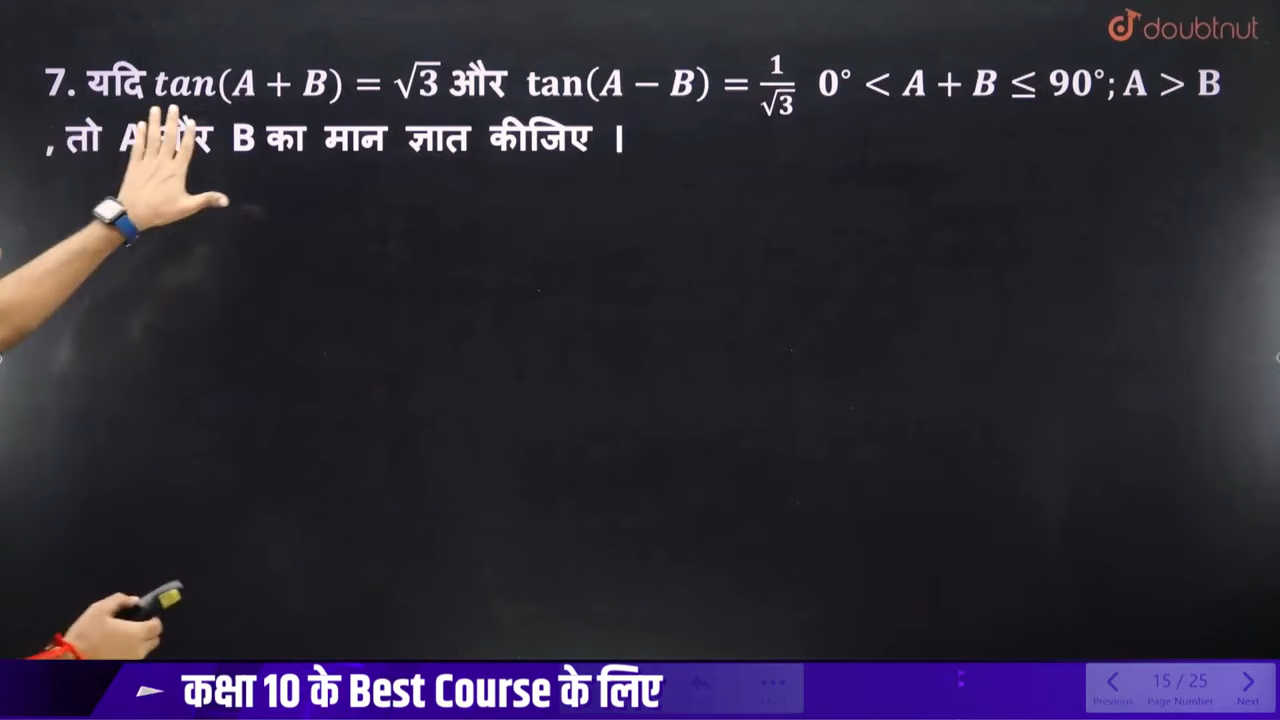 doubtnut
7. यदि tan(A + B) = √3 और tan(A − B) = 1/√3 0° < A + B ≤ 90°; A > B
, तो A और B का मान ज्ञात कीजिए ।
कक्षा 10 के Best Course के लिए
15 / 25
Previous Page Number Next